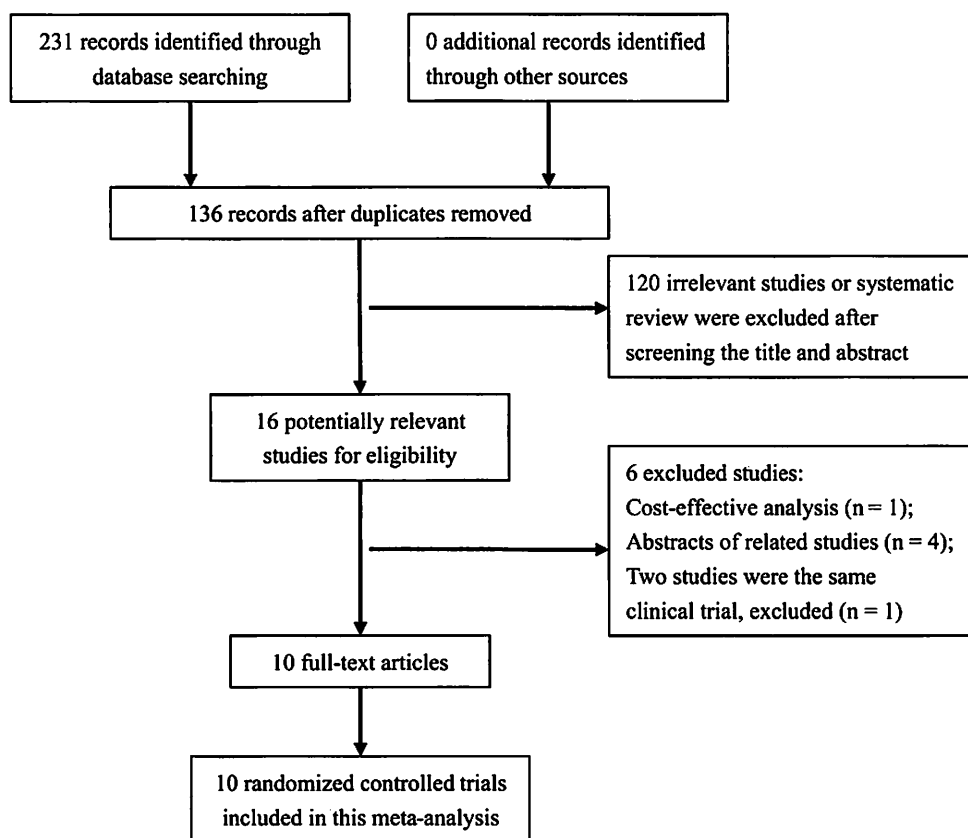 231 records identified through
database searching
0 additional records identified
through other sources
136 records after duplicates removed
120 irrelevant studies or systematic
review were excluded after
screening the title and abstract
16 potentially relevant
studies for eligibility
6 excluded studies:
Cost-effective analysis (n = 1);
Abstracts of related studies (n = 4);
Two studies were the same
clinical trial, excluded (n = 1)
10 full-text articles
10 randomized controlled trials
included in this meta-analysis